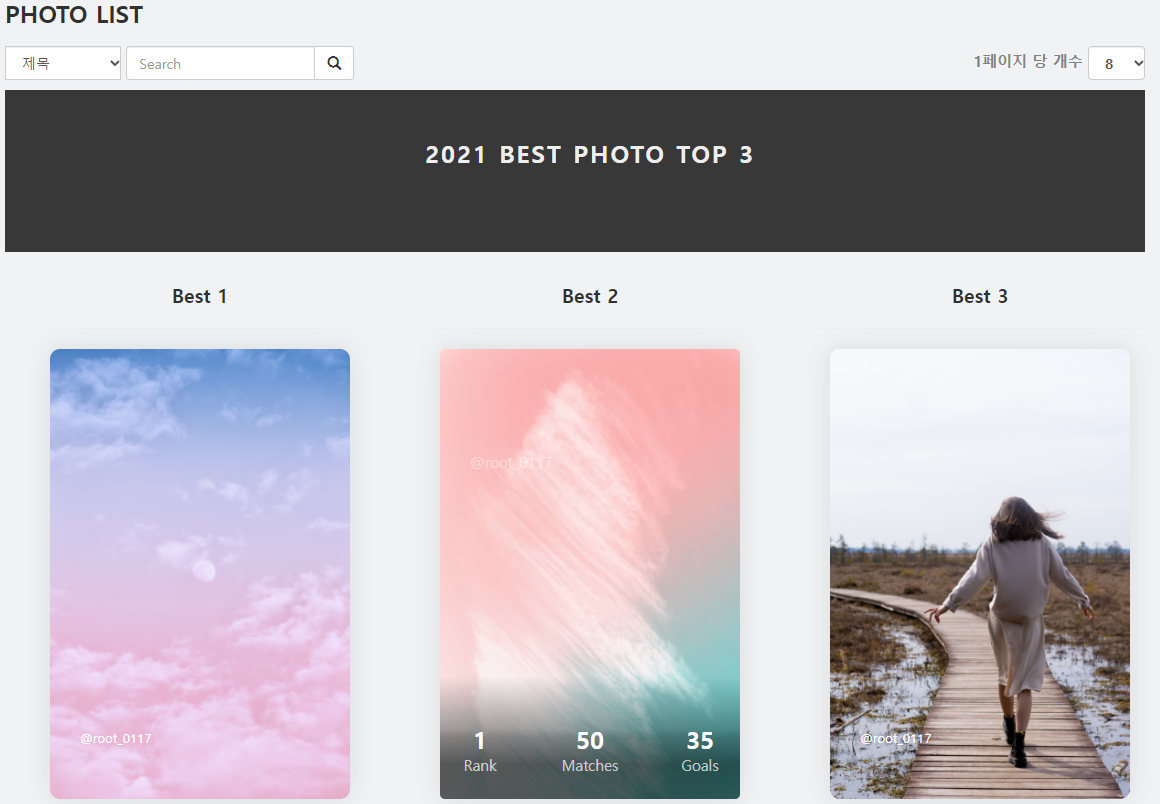 PHOTO LIST
제목 Search 1페이지 당 개수 8
2021 BEST PHOTO TOP 3
Best 1 Best 2 Best 3
@root_0117
@root_0117 @root_0117
1 50 35
Rank Matches Goals